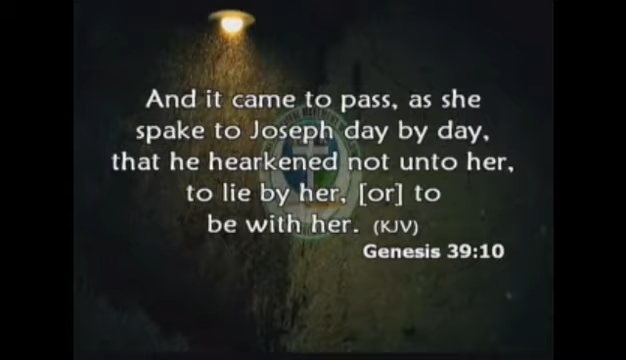 And it came to pass, as she
spake to Joseph day by day,
that he hearkened not unto her,
to lie by her, [or] to
be with her. (KJV)
Genesis 39:10